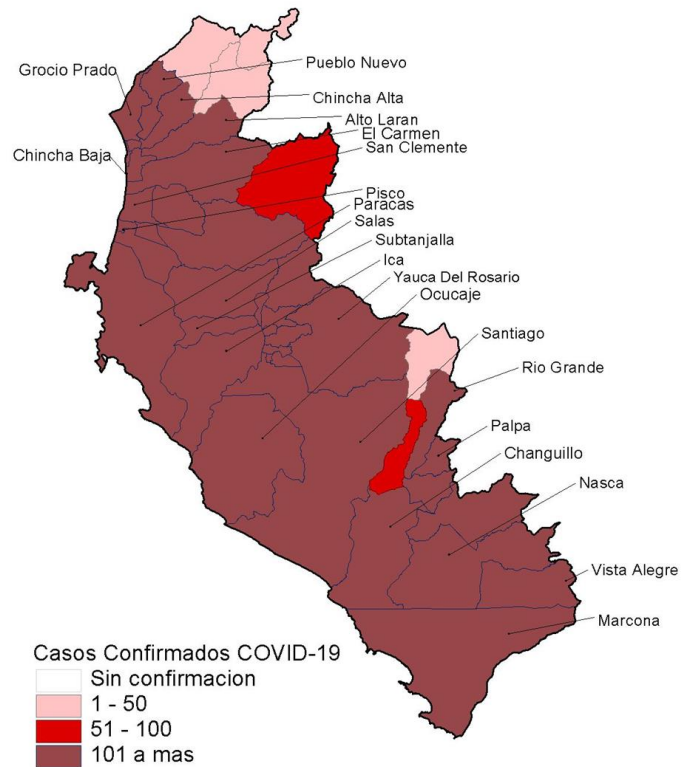 Grocio Prado
Pueblo Nuevo
Chincha Alta
Alto Laran
El Carmen
San Clemente
Chincha Baja
Pisco
Paracas
Salas
Subtanjalla
Ica
Yauca Del Rosario
Ocucaje
Santiago
Rio Grande
Palpa
Changuillo
Nasca
Vista Alegre
Marcona
Casos Confirmados COVID-19
Sin confirmacion
1 - 50
51 - 100
101 a mas